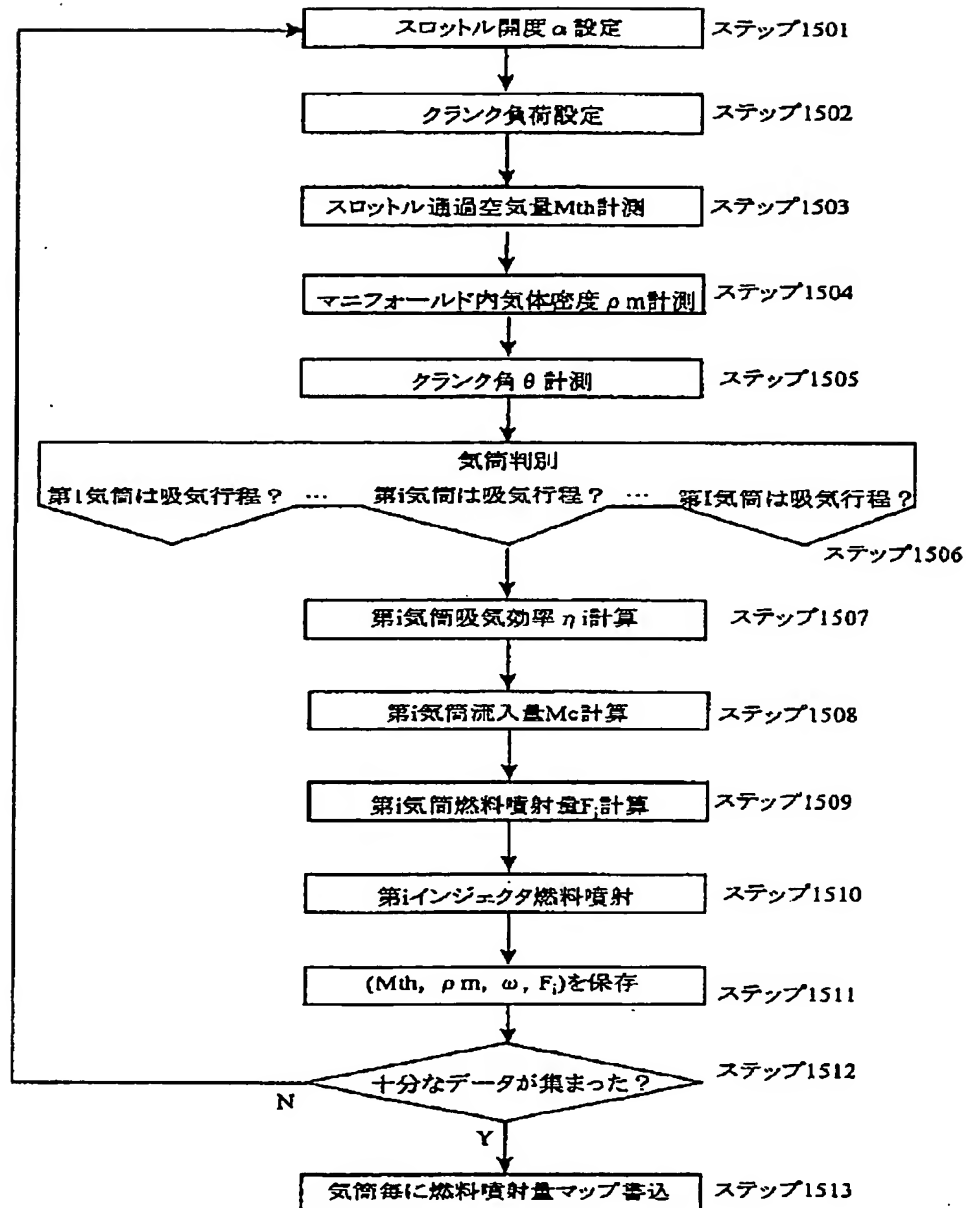 スロットル開度α設定 ステップ1501
クランク負荷設定 ステップ1502
スロットル通過空気量Mth計測 ステップ1503
マニフォールド内気体密度ρm計測 ステップ1504
クランク角θ計測 ステップ1505
気筒判別
第1気筒は吸気行程? … 第i気筒は吸気行程? … 第I気筒は吸気行程?
ステップ1506
第i気筒吸気効率ηi計算 ステップ1507
第i気筒流入量Mc計算 ステップ1508
第i気筒燃料噴射量Fi計算 ステップ1509
第iインジェクタ燃料噴射 ステップ1510
(Mth, ρm, ω, Fi)を保存 ステップ1511
十分なデータが集まった? ステップ1512
N
Y
気筒毎に燃料噴射量マップ書込 ステップ1513